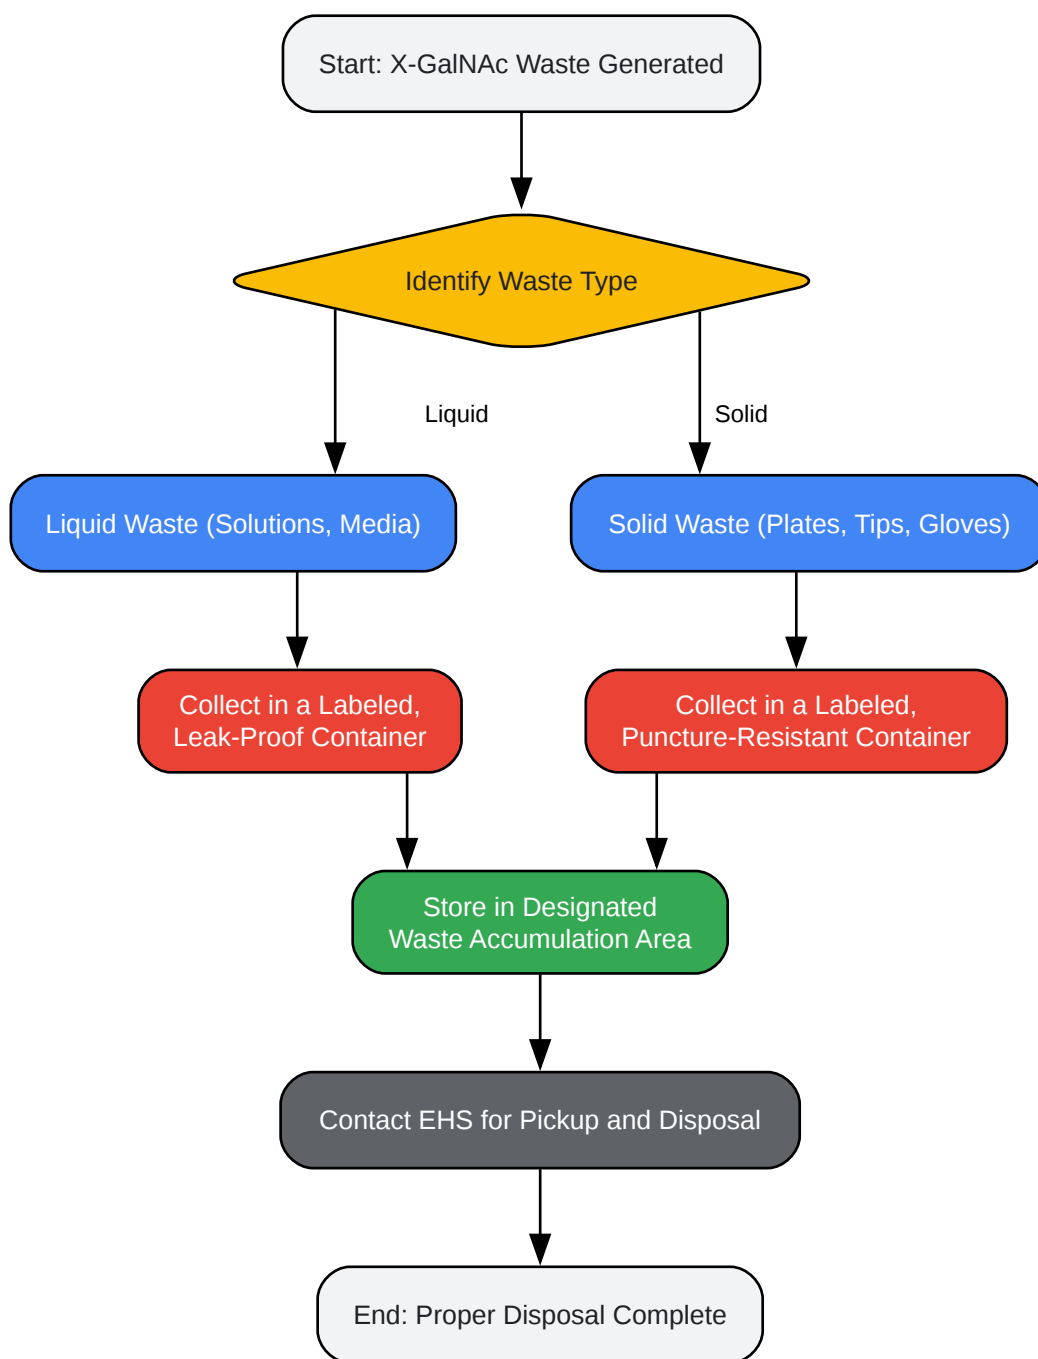 Start: X-GalNAc Waste Generated
Identify Waste Type
Liquid
Solid
Liquid Waste (Solutions, Media)
Solid Waste (Plates, Tips, Gloves)
Collect in a Labeled,
Leak-Proof Container
Collect in a Labeled,
Puncture-Resistant Container
Store in Designated
Waste Accumulation Area
Contact EHS for Pickup and Disposal
End: Proper Disposal Complete